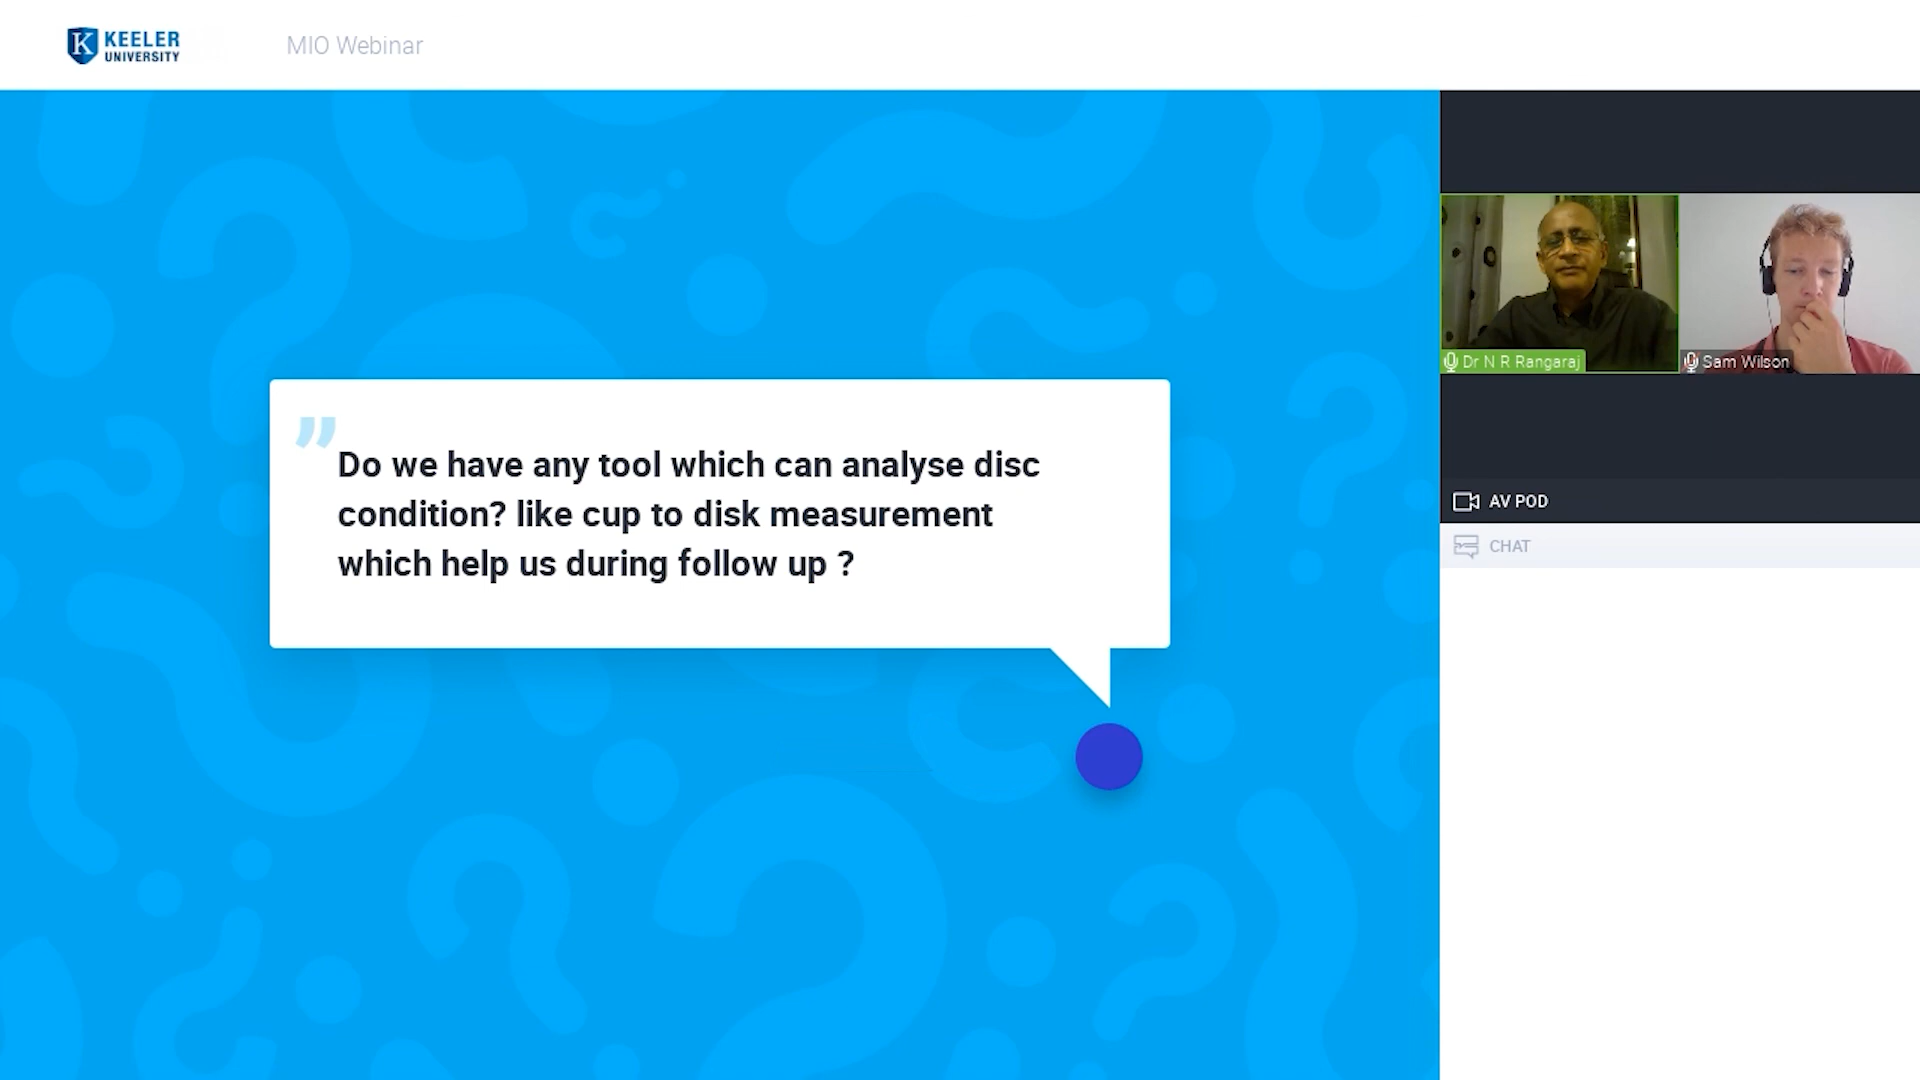 KEELER
UNIVERSITY
MIO Webinar
”
Do we have any tool which can analyse disc
condition? like cup to disk measurement
which help us during follow up ?
Dr N R Rangaraj
Sam Wilson
AV POD
CHAT